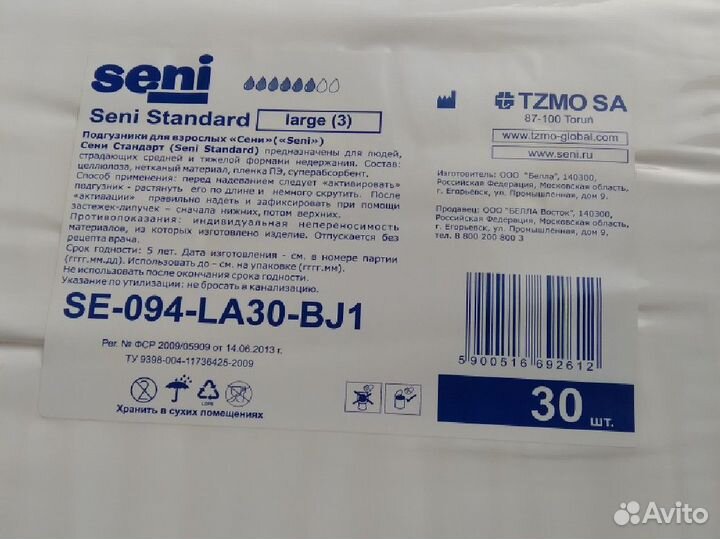 seni
Seni Standard large (3)
Подгузники для взрослых «Сени»(«Seni»)
Сени Стандарт (Seni Standard) предназначены для людей,
страдающих средней и тяжелой формами недержания. Состав:
целлюлоза, нетканый материал, пленка ПЭ, суперабсорбент.
Способ применения: перед надеванием следует «активировать»
подгузник - растянуть его по длине и немного скрутить. После
«активации» правильно надеть и зафиксировать при помощи
застежек-липучек – сначала нижних, потом верхних.
Противопоказания: индивидуальная непереносимость
материалов, из которых изготовлено изделие. Отпускается без
рецепта врача.
Срок годности: 5 лет. Дата изготовления - см. в номере партии
(гггг.мм.дд). Использовать до – см. на упаковке (гггг.мм).
Не использовать после окончания срока годности.
Указание по утилизации: не бросать в канализацию.
SE-094-LA30-BJ1
Рег. № ФСР 2009/05909 от 14.06.2013 г.
ТУ 9398-004-11736425-2009
LDPE
Хранить в сухих помещениях
TZMO SA
87-100 Toruń
www.tzmo-global.com
www.seni.ru
Изготовитель: ООО "Белла", 140300,
Российская Федерация, Московская область,
г. Егорьевск, ул. Промышленная, дом 9.
Продавец: ООО "БЕЛЛА Восток", 140300,
Российская Федерация, Московская область,
г. Егорьевск, ул. Промышленная, дом 9,
тел. 8 800 200 800 3
5 900516 692612
30 шт.
Avito